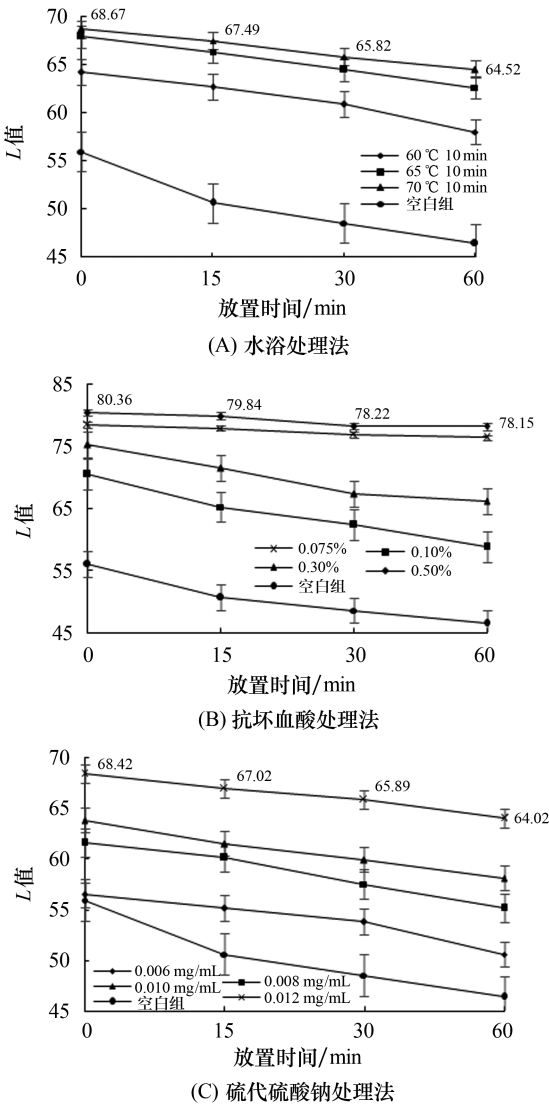 70
68.67
67.49
65.82
64.52
65
60
55
50
45
L值
60 ℃ 10 min
65 ℃ 10 min
70 ℃ 10 min
空白组
0 15 30 60
放置时间/min
(A) 水浴处理法
85
80.36
79.84
78.22
78.15
75
65
55
45
L值
0.075% 0.10%
0.30% 0.50%
空白组
0 15 30 60
放置时间/min
(B) 抗坏血酸处理法
70
68.42
67.02
65.89
64.02
65
60
55
50
45
L值
0.006 mg/mL 0.008 mg/mL
0.010 mg/mL 0.012 mg/mL
空白组
0 15 30 60
放置时间/min
(C) 硫代硫酸钠处理法